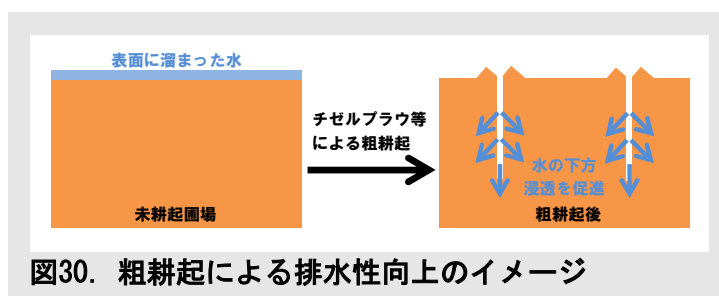 表面に溜まった水
チゼルプラウ等
による粗耕起
水の下方
浸透を促進
未耕起圃場
粗耕起後
図30. 粗耕起による排水性向上のイメージ